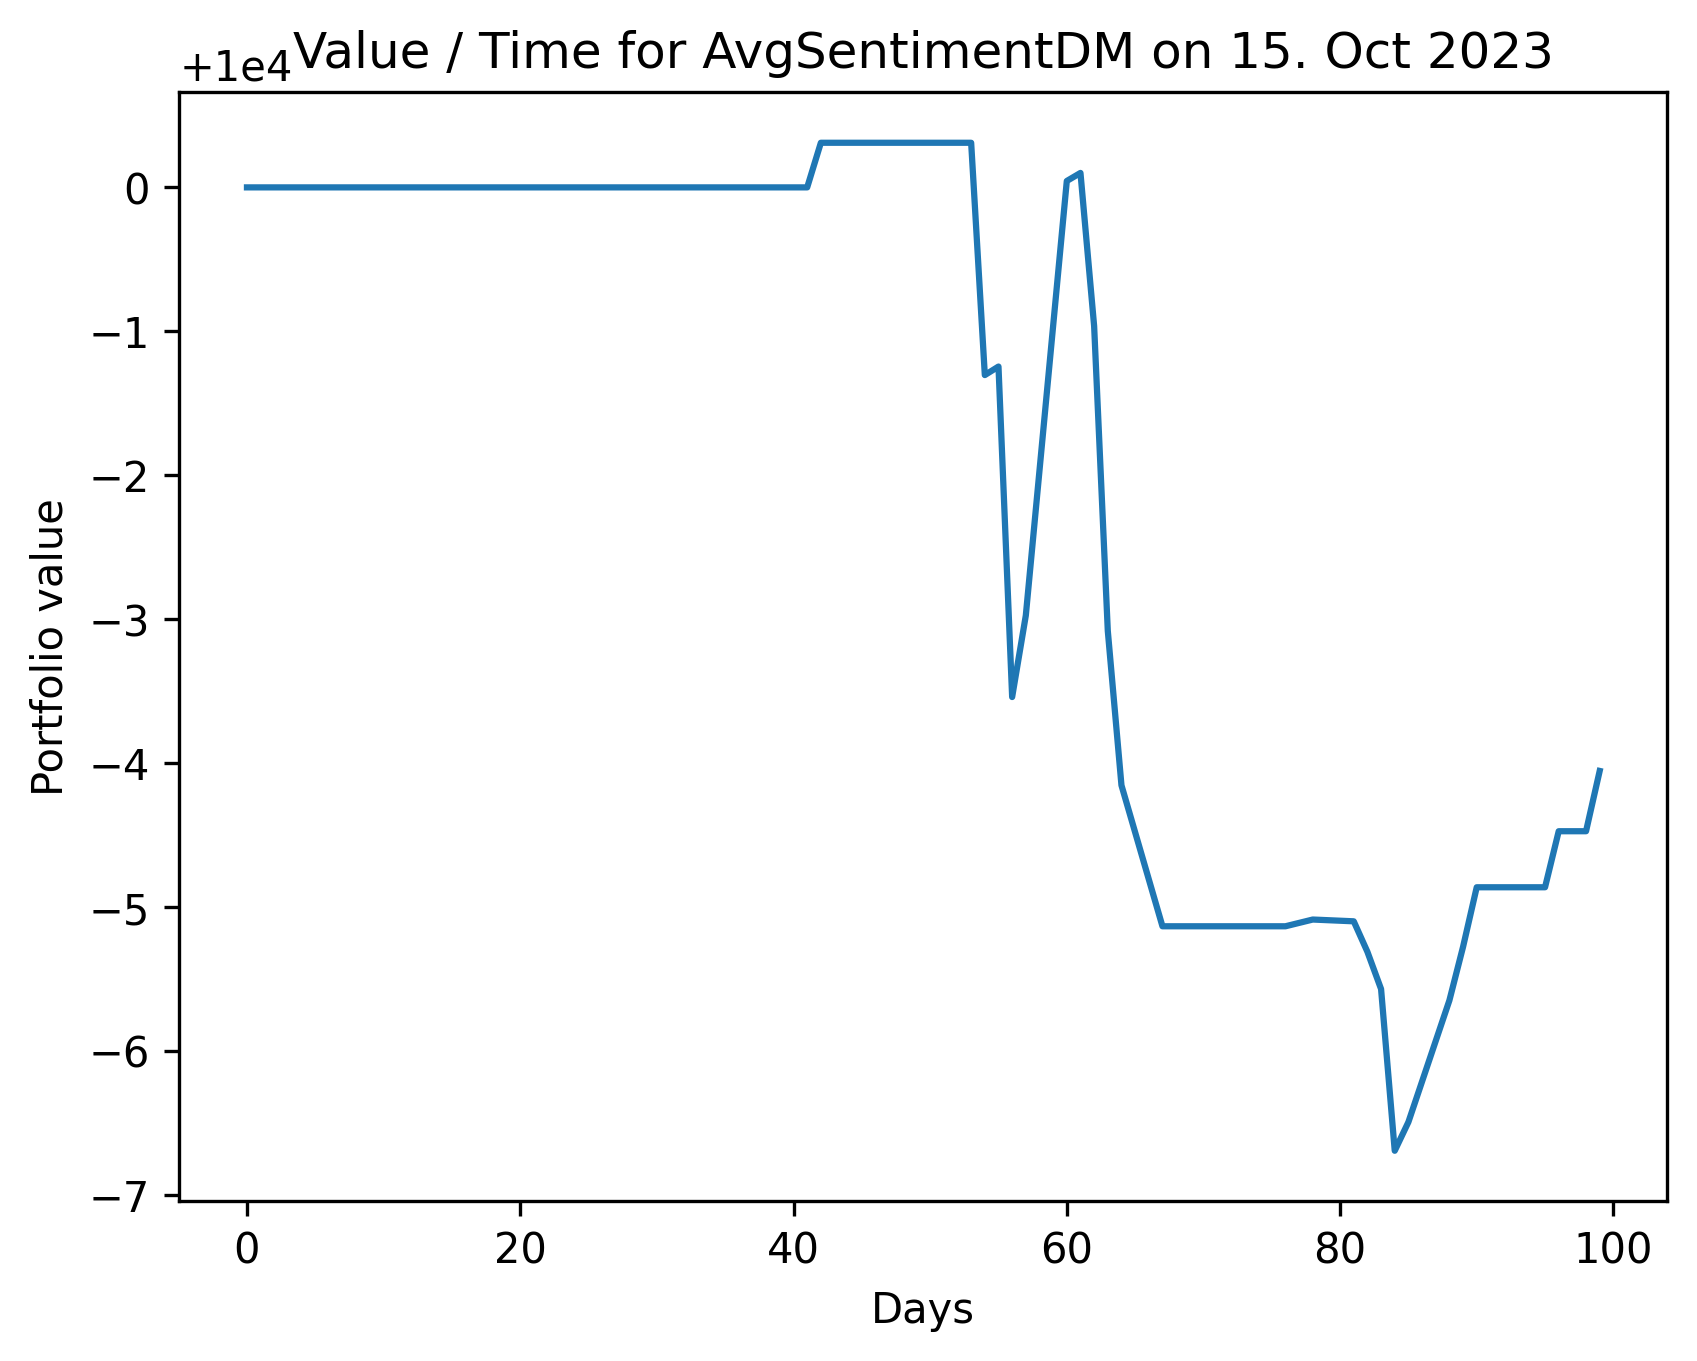 Value / Time for AvgSentimentDM on 15. Oct 2023
+1e4
0
−1
−2
−3
−4
−5
−6
−7
Portfolio value
0 20 40 60 80 100
Days